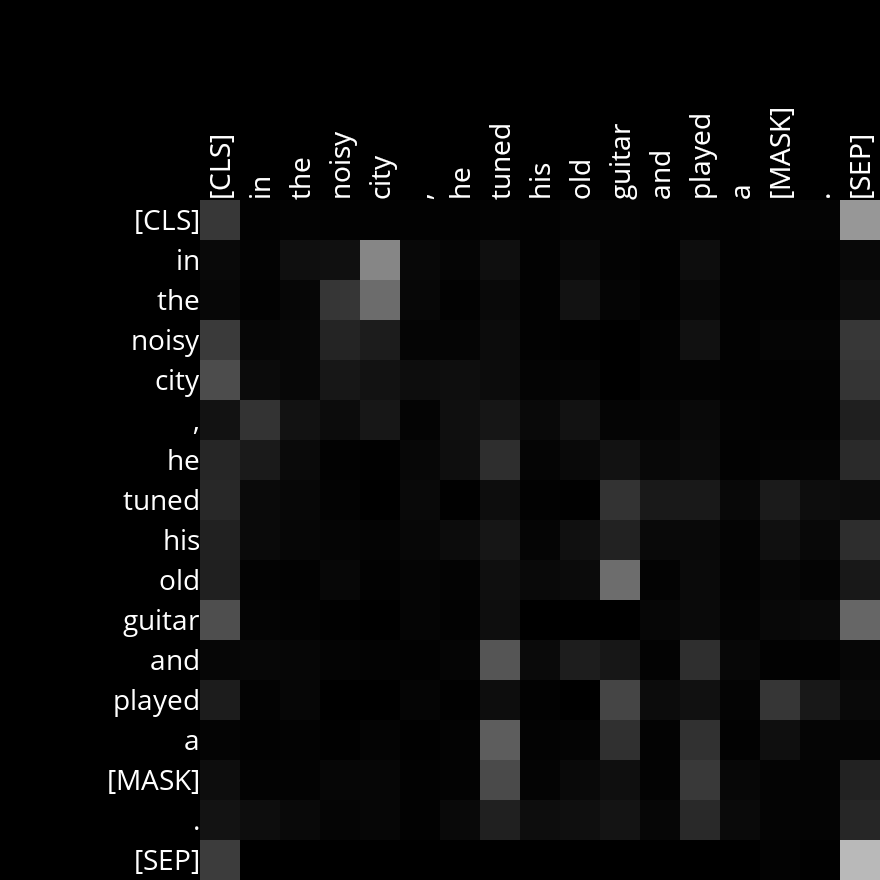 [CLS] in the noisy city , he tuned his old guitar and played a [MASK] . [SEP]
[CLS]
in
the
noisy
city
,
he
tuned
his
old
guitar
and
played
a
[MASK]
.
[SEP]